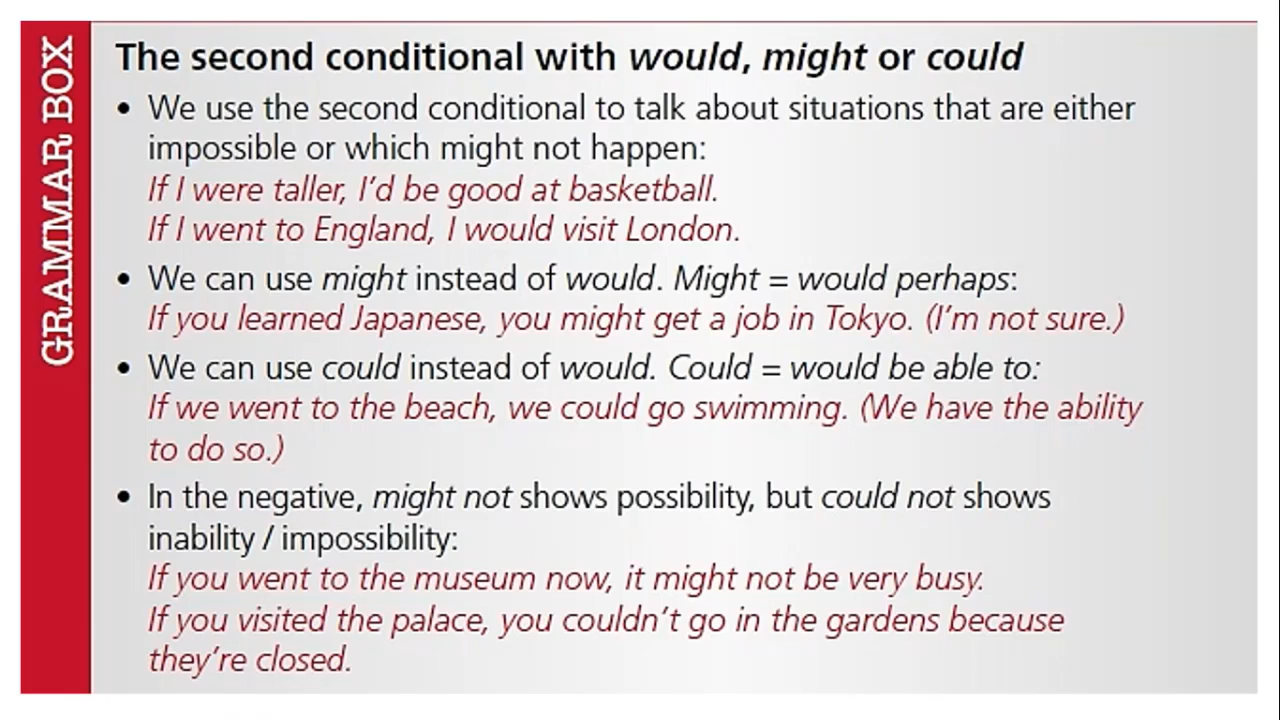 GRAMMAR BOX
The second conditional with would, might or could
• We use the second conditional to talk about situations that are either
impossible or which might not happen:
If I were taller, I'd be good at basketball.
If I went to England, I would visit London.
• We can use might instead of would. Might = would perhaps:
If you learned Japanese, you might get a job in Tokyo. (I'm not sure.)
• We can use could instead of would. Could = would be able to:
If we went to the beach, we could go swimming. (We have the ability
to do so.)
• In the negative, might not shows possibility, but could not shows
inability / impossibility:
If you went to the museum now, it might not be very busy.
If you visited the palace, you couldn't go in the gardens because
they're closed.